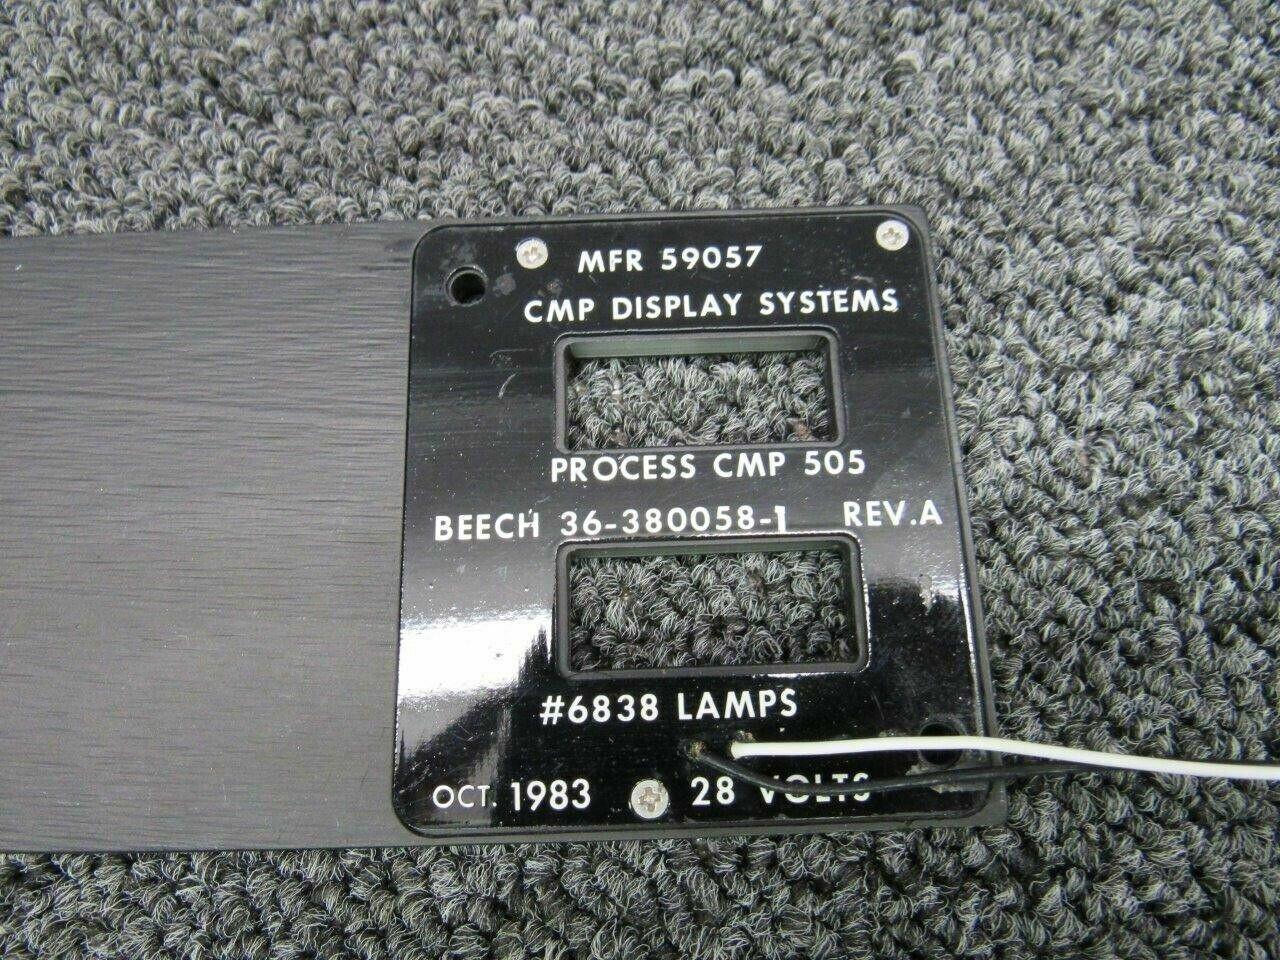 MFR 59057
CMP DISPLAY SYSTEMS
PROCESS CMP 505
BEECH 36-380058-1 REV.A
#6838 LAMPS
OCT. 1983 28 VOLTS